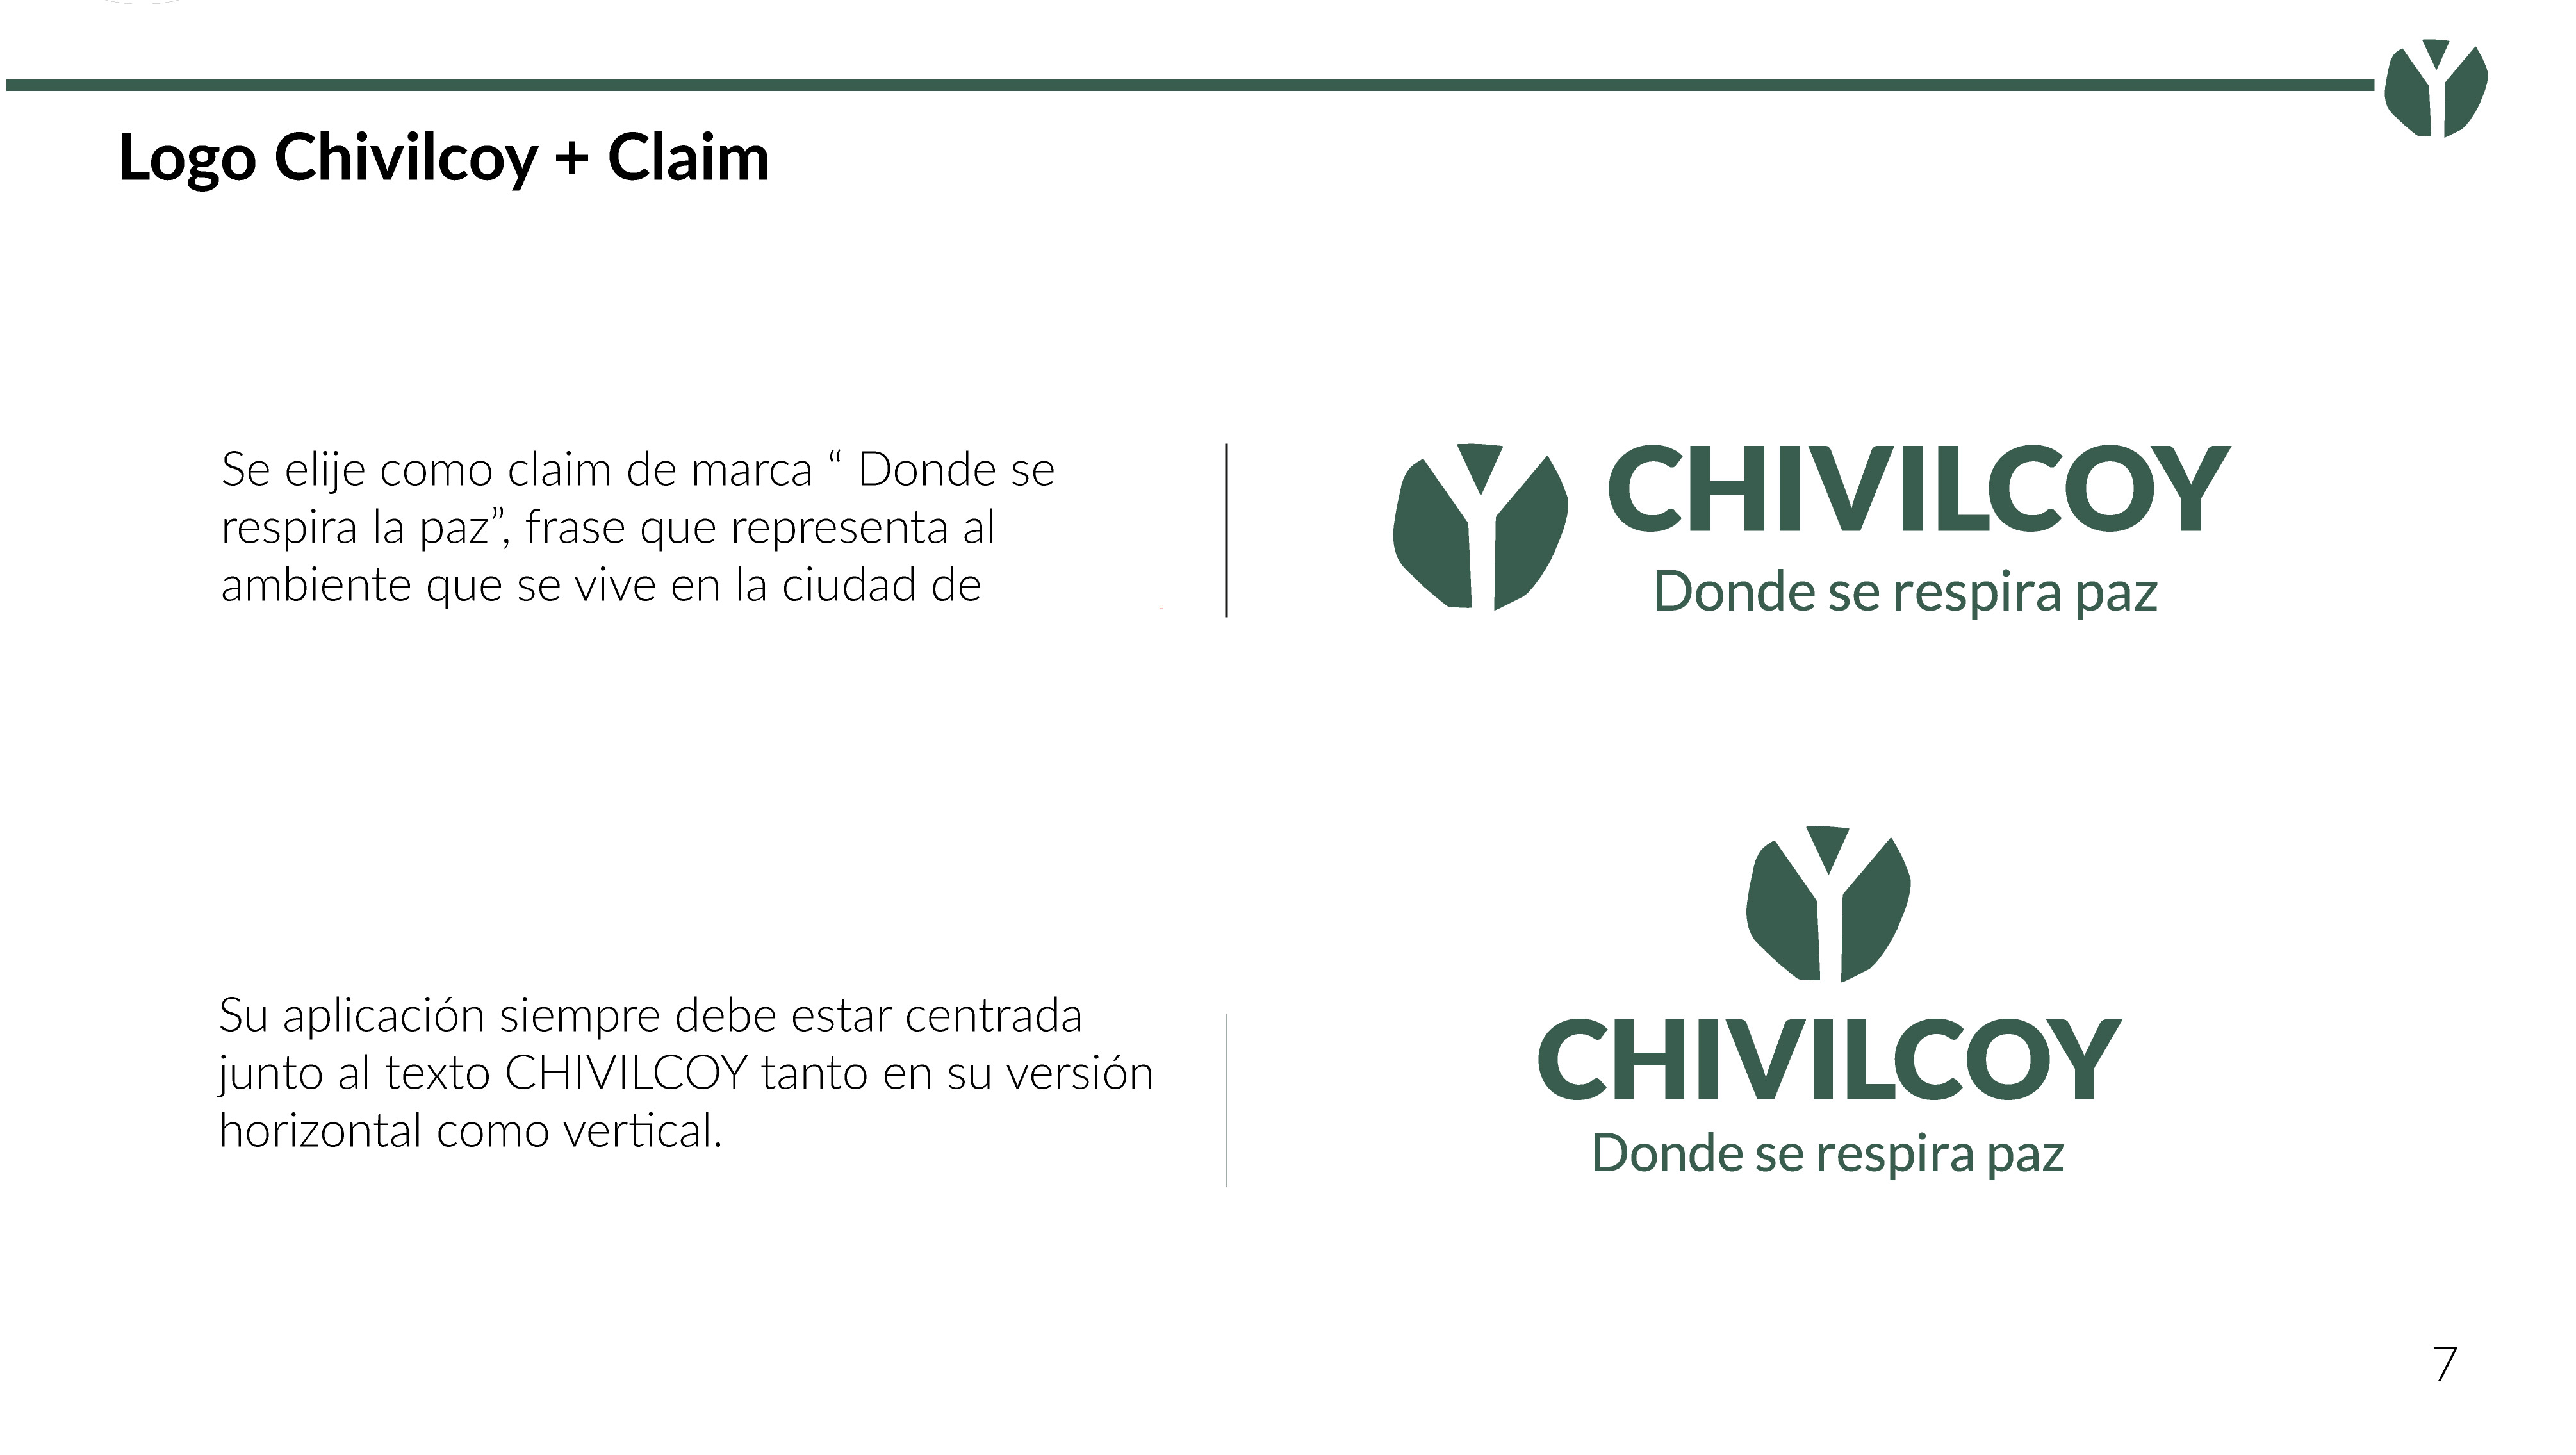 Logo Chivilcoy + Claim
Se elije como claim de marca “ Donde se
respira la paz”, frase que representa al
ambiente que se vive en la ciudad de
CHIVILCOY
Donde se respira paz
Su aplicación siempre debe estar centrada
junto al texto CHIVILCOY tanto en su versión
horizontal como vertical.
CHIVILCOY
Donde se respira paz
7